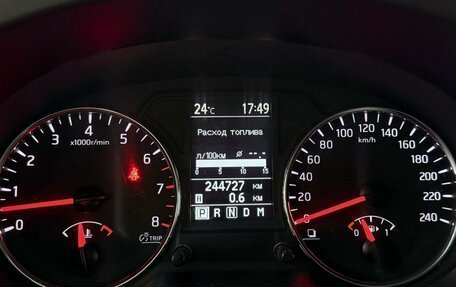 24°C 17:49
Расход топлива
л/100км ø --.-
0 5 10 15
244727 КМ
A 0.6 КМ
P R N D M
0 1 2 3 4 5 6 7 8
x1000r/min
TRIP
0 20 40 60 80 100 120 140 160 180 200 220 240
km/h
0 1